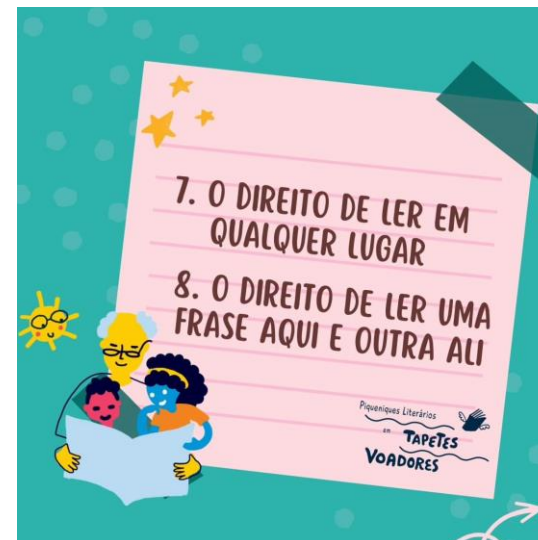 7. O DIREITO DE LER EM
QUALQUER LUGAR
8. O DIREITO DE LER UMA
FRASE AQUI E OUTRA ALI
Piqueniques Literários
em TAPETES
VOADORES